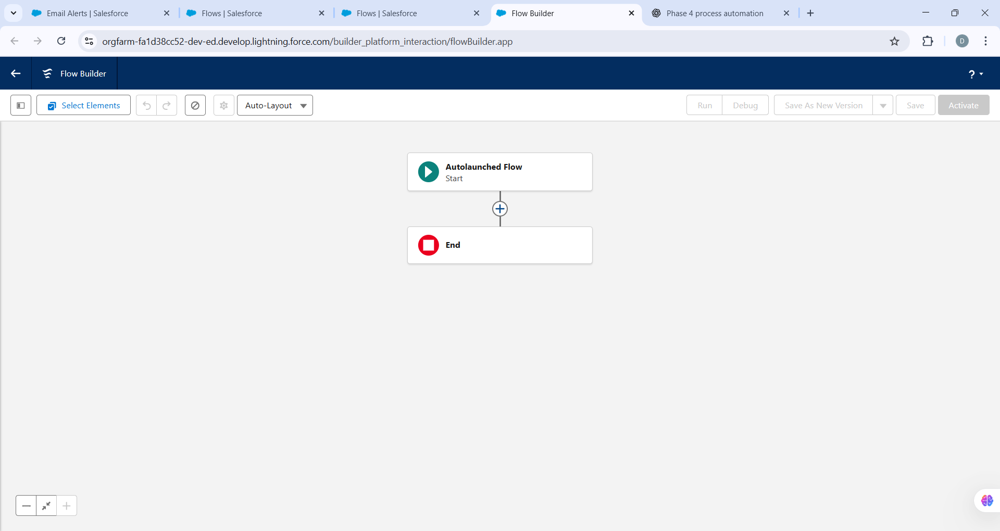 Email Alerts | Salesforce
Flows | Salesforce
Flows | Salesforce
Flow Builder
Phase 4 process automation
orgfarm-fa1d38cc52-dev-ed.develop.lightning.force.com/builder_platform_interaction/flowBuilder.app
D
Flow Builder
?
Select Elements
Auto-Layout
Run
Debug
Save As New Version
Save
Activate
Autolaunched Flow
Start
End